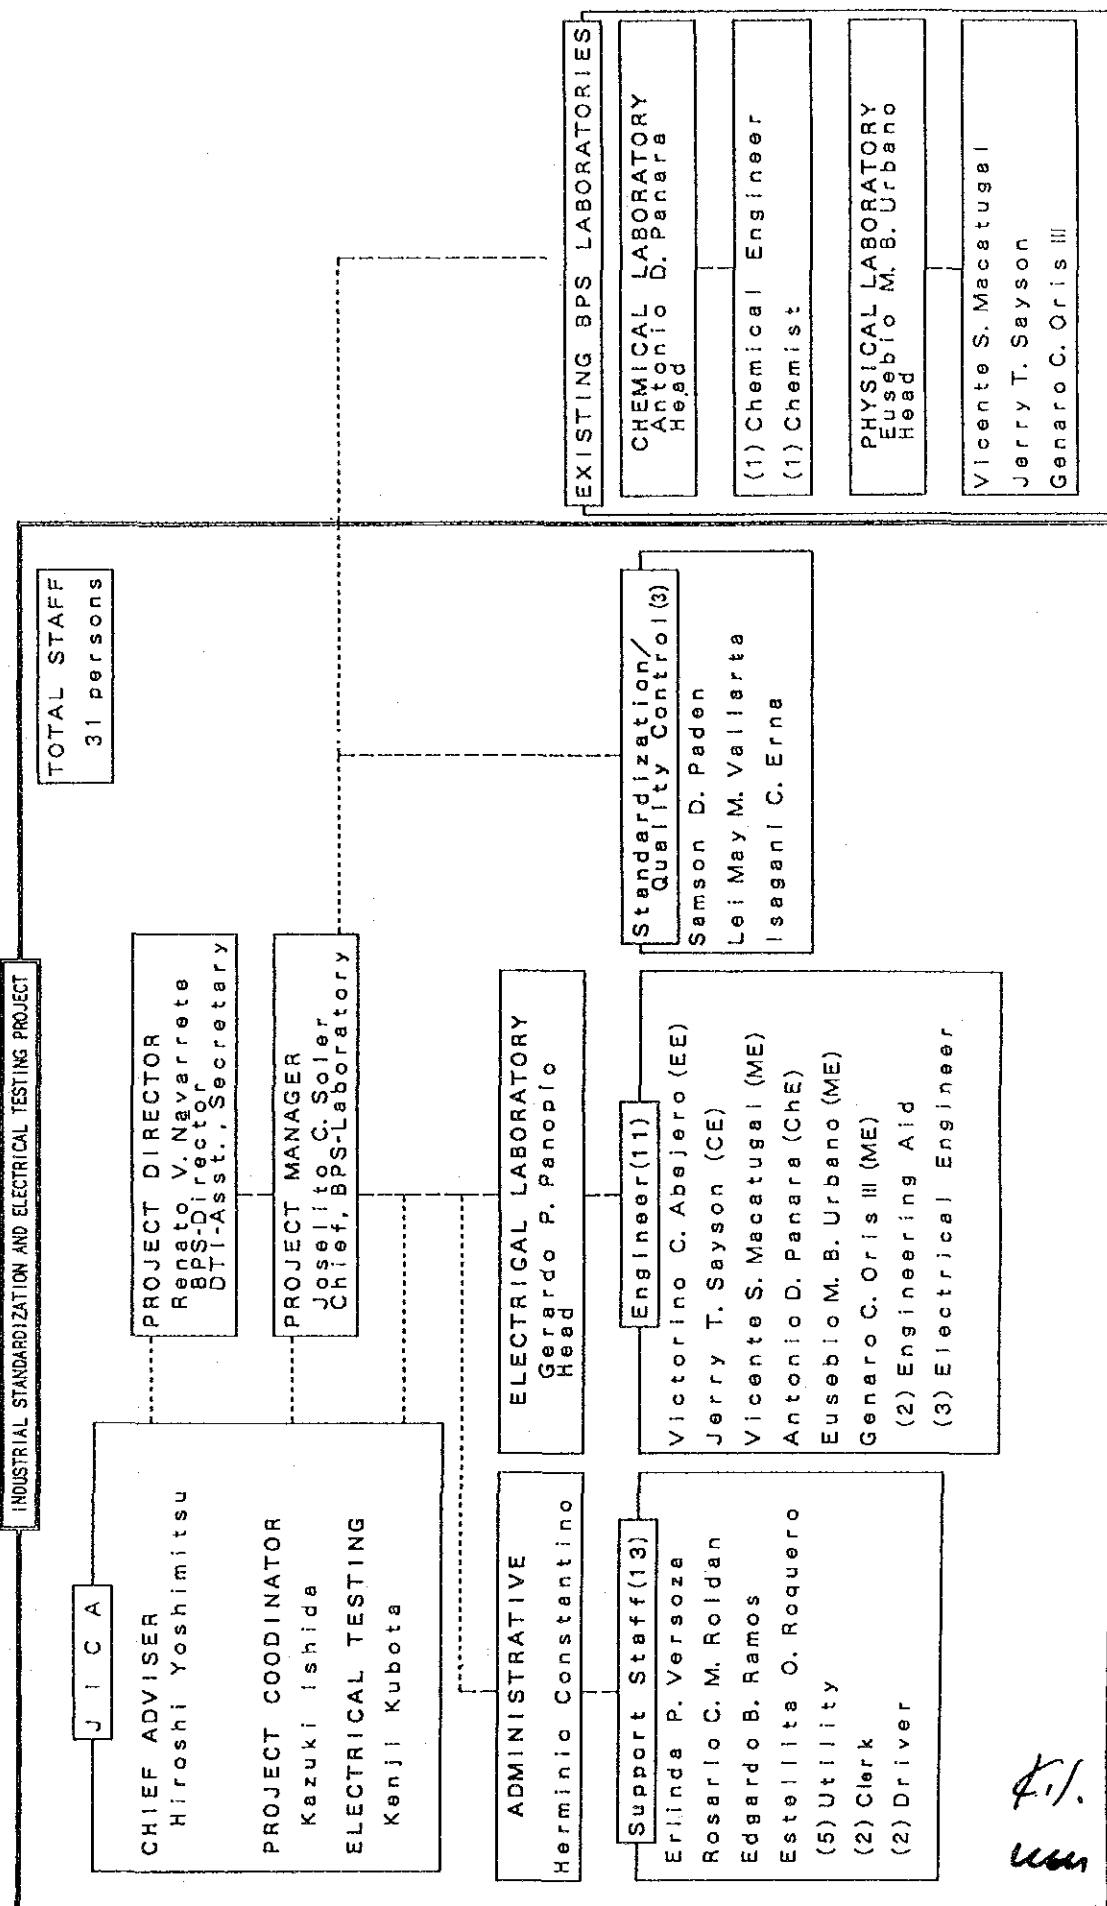 INDUSTRIAL STANDARDIZATION AND ELECTRICAL TESTING PROJECT
TOTAL STAFF
31 persons
J I C A
CHIEF ADVISER
Hiroshi Yoshimitsu
PROJECT COODINATOR
Kazuki Ishida
ELECTRICAL TESTING
Kenji Kubota
PROJECT DIRECTOR
Renato V. Navarrete
BPS-Director
DTI-Asst., Secretary
PROJECT MANAGER
Joselito C. Soler
Chief, BPS-Laboratory
ADMINISTRATIVE
Herminio Constantino
Support Staff(13)
Erlinda P. Versoza
Rosario C. M. Roldan
Edgardo B. Ramos
Estellita O. Roquero
(5) Utility
(2) Clerk
(2) Driver
ELECTRICAL LABORATORY
Gerardo P. Panopio
Head
Engineer(11)
Victorino C. Abajero (EE)
Jerry T. Sayson (CE)
Vicente S. Macatugal (ME)
Antonio D. Panara (ChE)
Eusebio M. B. Urbano (ME)
Genaro C. Oris III (ME)
(2) Engineering Aid
(3) Electrical Engineer
Standardization/
Quality Control(3)
Samson D. Paden
Lei May M. Vallarta
Isagani C. Erna
EXISTING BPS LABORATORIES
CHEMICAL LABORATORY
Antonio D. Panara
Head
(1) Chemical Engineer
(1) Chemist
PHYSICAL LABORATORY
Eusebio M. B. Urbano
Head
Vicente S. Macatugal
Jerry T. Sayson
Genaro C. Oris III